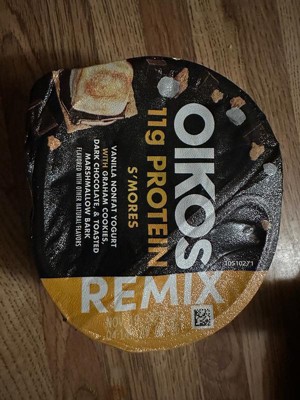 OIKOS
REMIX
11g PROTEIN
S'MORES
VANILLA NONFAT YOGURT
WITH GRAHAM COOKIES,
DARK CHOCOLATE, & TOASTED
MARSHMALLOW BARK
FLAVORED WITH OTHER NATURAL FLAVORS
10510271